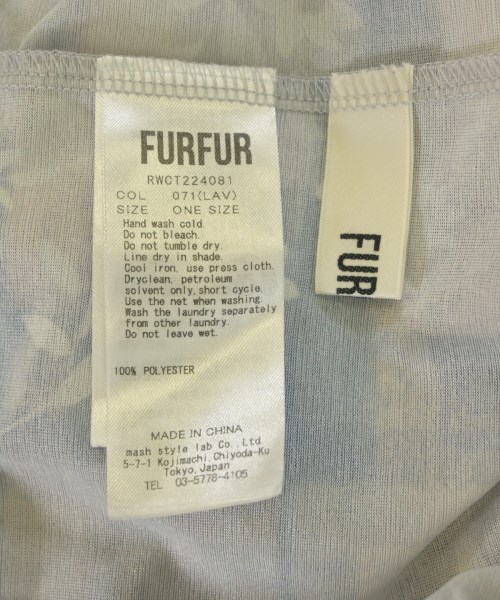 FURFUR
RWCT224081
COL 071(LAV)
SIZE ONE SIZE
Hand wash cold.
Do not bleach.
Do not tumble dry.
Line dry in shade.
Cool iron, use press cloth.
Dryclean, petroleum
solvent only, short cycle.
Use the net when washing.
Wash the laundry separately
from other laundry.
Do not leave wet.
100% POLYESTER
MADE IN CHINA
mash style lab Co., Ltd.
5-7-1 Kojimachi, Chiyoda-Ku
Tokyo, Japan
TEL 03-5778-4105
FUR